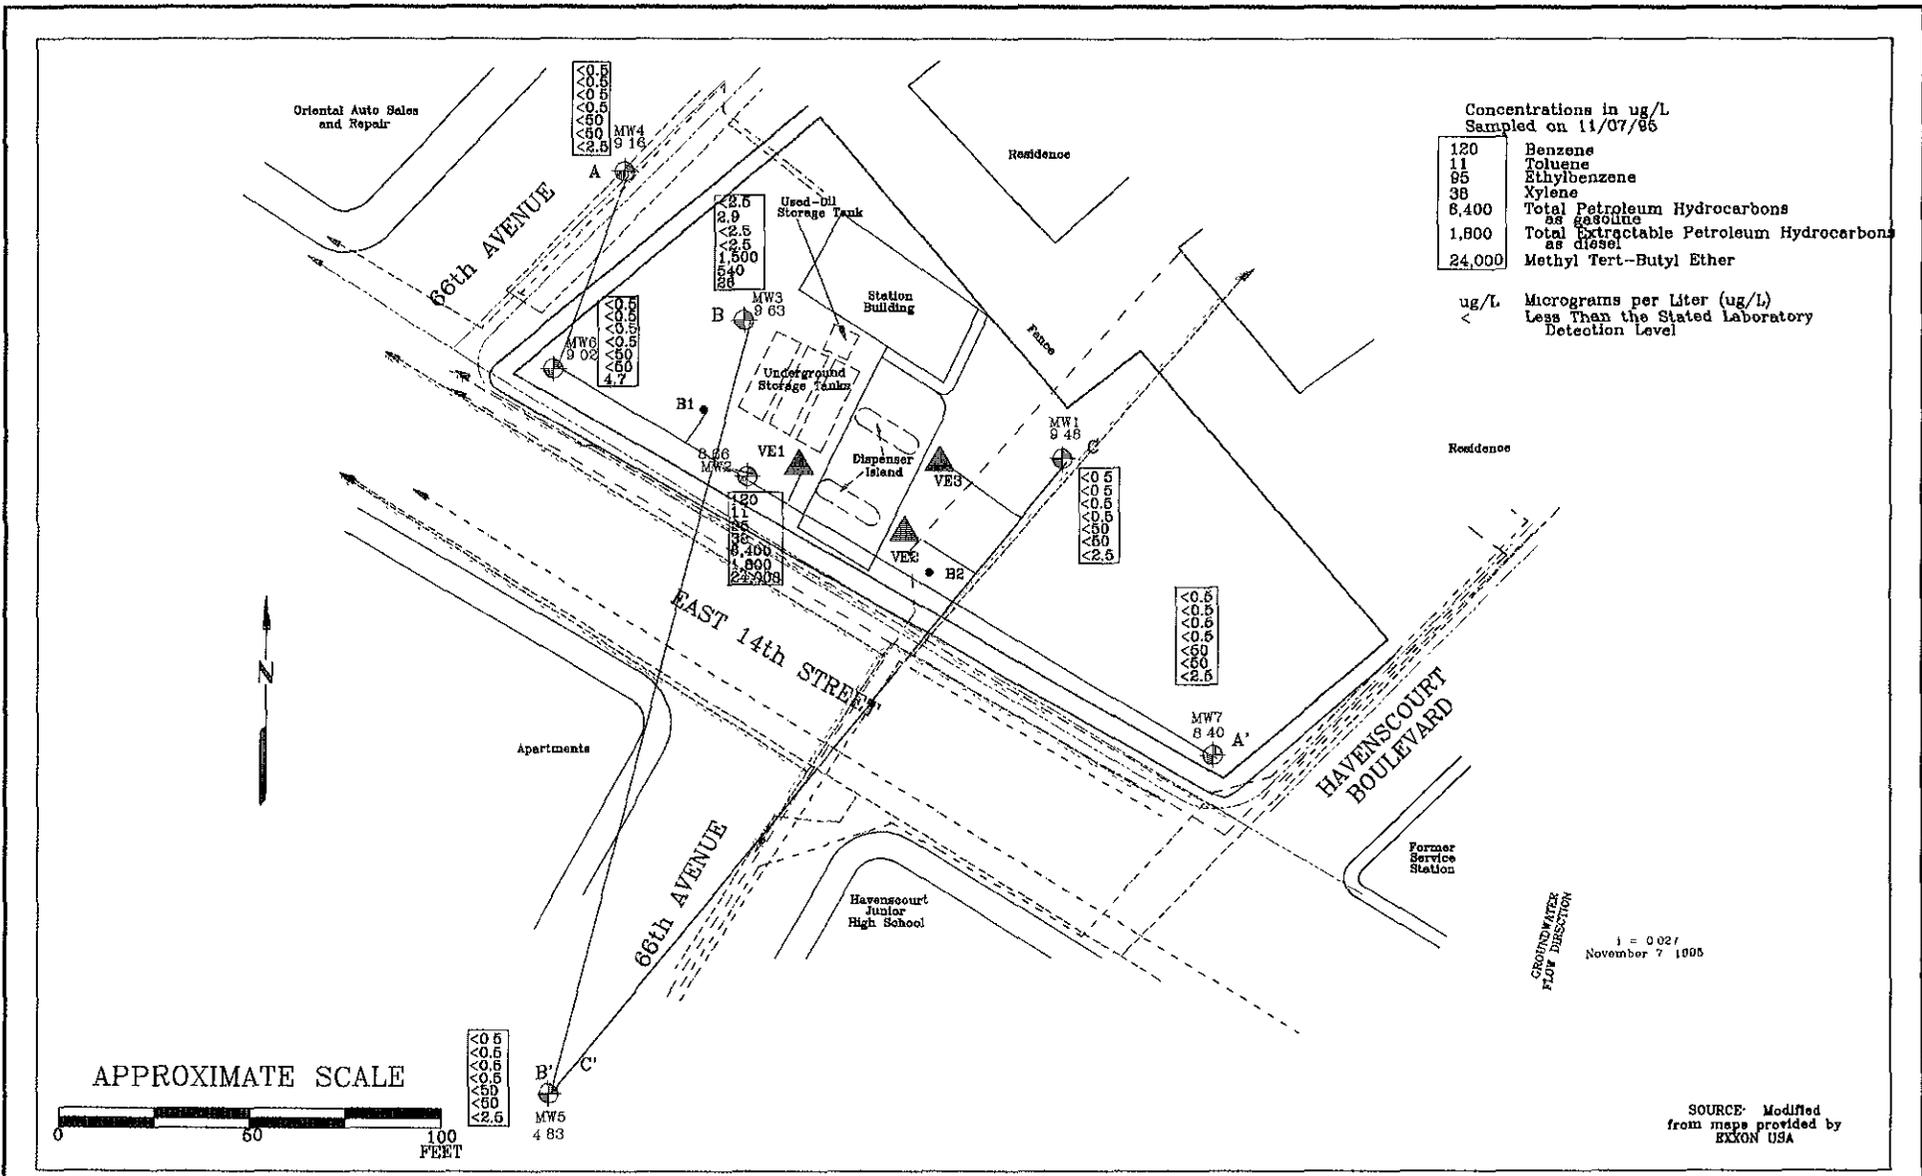 Oriental Auto Sales
and Repair
<0.5
<0.5
<0 5
<0.5
<50
<50
<2.5
MW4
9 16
A
66th AVENUE
<2.5
2.9
<2.5
<2.5
1,500
540
26
Used-Oil
Storage Tank
MW3
9 63
B
Station
Building
Residence
Fence
Concentrations in ug/L
Sampled on 11/07/95
120 Benzene
11 Toluene
95 Ethylbenzene
38 Xylene
6,400 Total Petroleum Hydrocarbons
as gasoline
1,800 Total Extractable Petroleum Hydrocarbons
as diesel
24,000 Methyl Tert-Butyl Ether
ug/L Micrograms per Liter (ug/L)
< Less Than the Stated Laboratory
Detection Level
MW6
9 02
<0.5
<0.5
<0.5
<0.5
<50
<50
4.7
Underground
Storage Tanks
B1
VE1
MW2
Dispenser
Island
VE3
VE2
B2
MW1
9 48
C
<0 5
<0 5
<0.5
<0.5
<50
<50
<2.5
120
11
38
1,800
Residence
EAST 14th STREET
<0.5
<0.5
<0.5
<0.5
<50
<50
<2.5
MW7
8 40
A'
HAVENSCOURT
BOULEVARD
N
Apartments
66th AVENUE
Havenscourt
Junior
High School
Former
Service
Station
GROUNDWATER
FLOW DIRECTION
November 7 1995
<0 5
<0.5
<0.5
<0.5
<50
<50
<2.5
B'
C'
MW5
4 83
APPROXIMATE SCALE
0 50 100
FEET
SOURCE: Modified
from maps provided by
EXXON USA